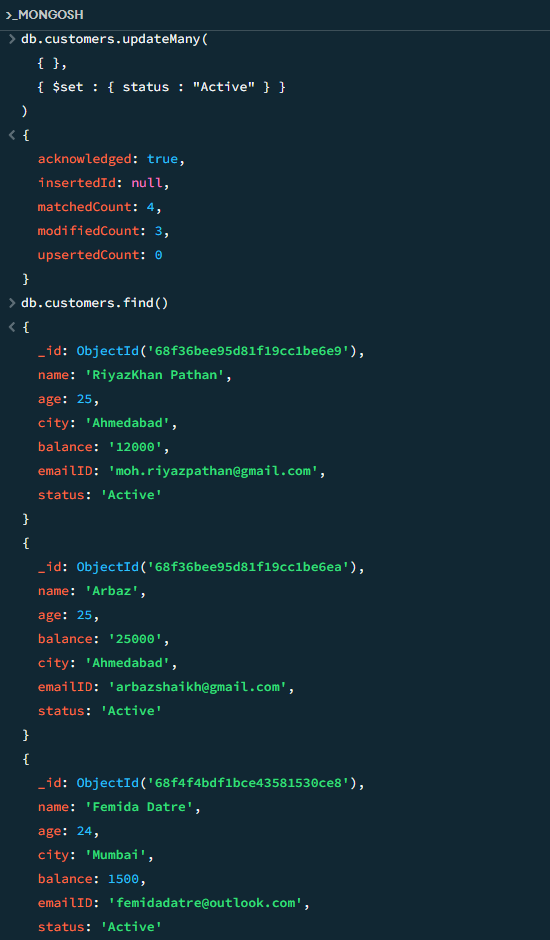 >_MONGOSH
> db.customers.updateMany(
{ },
{ $set : { status : "Active" } }
)
< {
acknowledged: true,
insertedId: null,
matchedCount: 4,
modifiedCount: 3,
upsertedCount: 0
}
> db.customers.find()
< {
_id: ObjectId('68f36bee95d81f19cc1be6e9'),
name: 'RiyazKhan Pathan',
age: 25,
city: 'Ahmedabad',
balance: '12000',
emailID: 'moh.riyazpathan@gmail.com',
status: 'Active'
}
{
_id: ObjectId('68f36bee95d81f19cc1be6ea'),
name: 'Arbaz',
age: 25,
balance: '25000',
city: 'Ahmedabad',
emailID: 'arbazshaikh@gmail.com',
status: 'Active'
}
{
_id: ObjectId('68f4f4bdf1bce43581530ce8'),
name: 'Femida Datre',
age: 24,
city: 'Mumbai',
balance: 1500,
emailID: 'femidadatre@outlook.com',
status: 'Active'